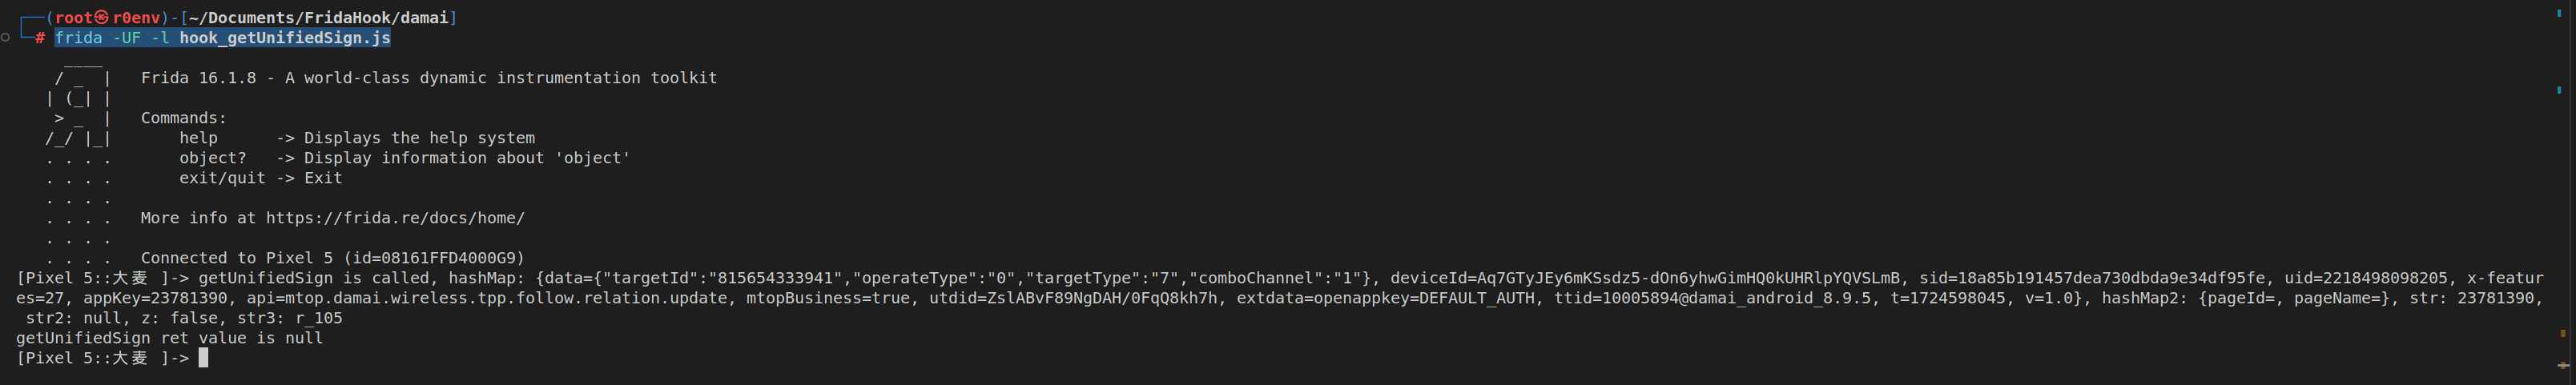 ┌──(root㉿r0env)-[~/Documents/FridaHook/damai]
└─# frida -UF -l hook_getUnifiedSign.js
     ____
    / _  |   Frida 16.1.8 - A world-class dynamic instrumentation toolkit
   | (_| |
    > _  |   Commands:
   /_/ |_|       help      -> Displays the help system
   . . . .       object?   -> Display information about 'object'
   . . . .       exit/quit -> Exit
   . . . .
   . . . .   More info at https://frida.re/docs/home/
   . . . .
   . . . .   Connected to Pixel 5 (id=08161FFD4000G9)
[Pixel 5::大麦 ]-> getUnifiedSign is called, hashMap: {data={"targetId":"815654333941","operateType":"0","targetType":"7","comboChannel":"1"}, deviceId=Aq7GTyJEy6mKSsdz5-dOn6yhwGimHQ0kUHRlpYQVSLmB, sid=18a85b191457dea730dbda9e34df95fe, uid=2218498098205, x-featur
es=27, appKey=23781390, api=mtop.damai.wireless.tpp.follow.relation.update, mtopBusiness=true, utdid=ZslABvF89NgDAH/0FqQ8kh7h, extdata=openappkey=DEFAULT_AUTH, ttid=10005894@damai_android_8.9.5, t=1724598045, v=1.0}, hashMap2: {pageId=, pageName=}, str: 23781390,
 str2: null, z: false, str3: r_105
getUnifiedSign ret value is null
[Pixel 5::大麦 ]->